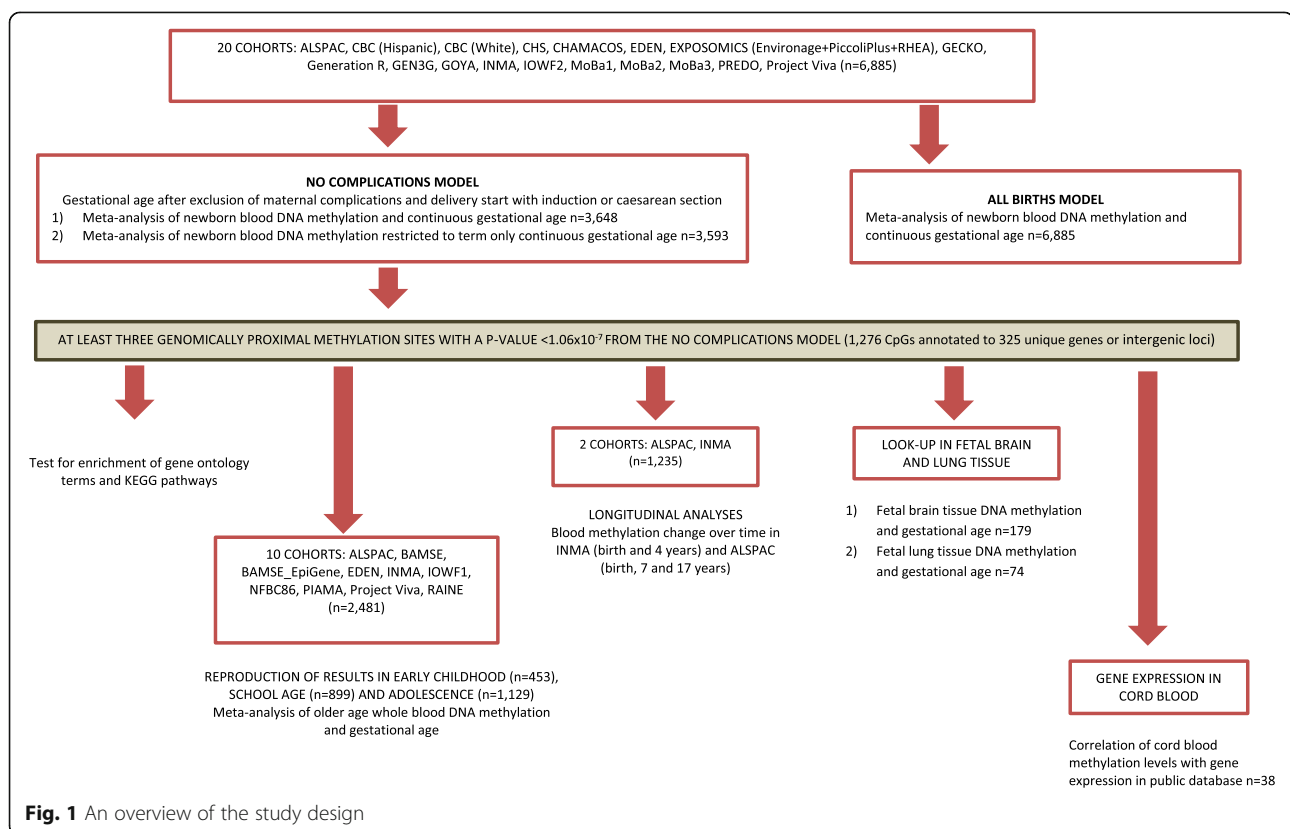 20 COHORTS: ALSPAC, CBC (Hispanic), CBC (White), CHS, CHAMACOS, EDEN, EXPOSOMICS (Environage+PiccoliPlus+RHEA), GECKO,
Generation R, GEN3G, GOYA, INMA, IOWF2, MoBa1, MoBa2, MoBa3, PREDO, Project Viva (n=6,885)
NO COMPLICATIONS MODEL
Gestational age after exclusion of maternal complications and delivery start with induction or caesarean section
1) Meta-analysis of newborn blood DNA methylation and continuous gestational age n=3,648
2) Meta-analysis of newborn blood DNA methylation restricted to term only continuous gestational age n=3,593
ALL BIRTHS MODEL
Meta-analysis of newborn blood DNA methylation and
continuous gestational age n=6,885
AT LEAST THREE GENOMICALLY PROXIMAL METHYLATION SITES WITH A P-VALUE <1.06x10⁻⁷ FROM THE NO COMPLICATIONS MODEL (1,276 CpGs annotated to 325 unique genes or intergenic loci)
Test for enrichment of gene ontology
terms and KEGG pathways
10 COHORTS: ALSPAC, BAMSE,
BAMSE_EpiGene, EDEN, INMA, IOWF1,
NFBC86, PIAMA, Project Viva, RAINE
(n=2,481)
REPRODUCTION OF RESULTS IN EARLY CHILDHOOD (n=453),
SCHOOL AGE (n=899) AND ADOLESCENCE (n=1,129)
Meta-analysis of older age whole blood DNA methylation
and gestational age
2 COHORTS: ALSPAC, INMA
(n=1,235)
LONGITUDINAL ANALYSES
Blood methylation change over time in
INMA (birth and 4 years) and ALSPAC
(birth, 7 and 17 years)
LOOK-UP IN FETAL BRAIN
AND LUNG TISSUE
1) Fetal brain tissue DNA methylation
and gestational age n=179
2) Fetal lung tissue DNA methylation
and gestational age n=74
GENE EXPRESSION IN
CORD BLOOD
Correlation of cord blood
methylation levels with gene
expression in public database n=38
Fig. 1 An overview of the study design